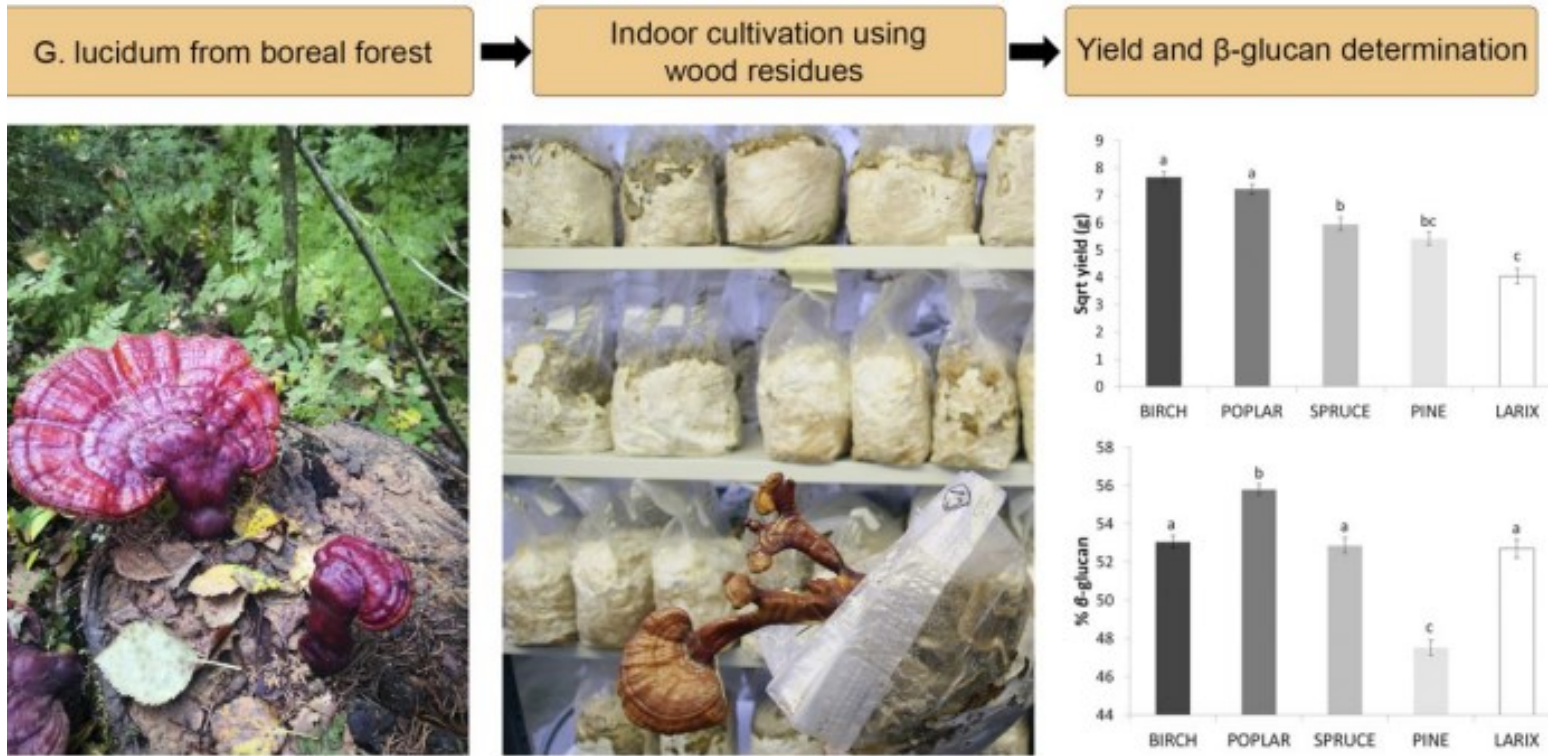 G. lucidum from boreal forest
Indoor cultivation using
wood residues
Yield and β-glucan determination
9
8
7
6
5
4
3
2
1
0
Sqrt yield (g)
a
a
b
bc
c
BIRCH POPLAR SPRUCE PINE LARIX
58
56
54
52
50
48
46
44
% β-glucan
a
b
a
c
a
BIRCH POPLAR SPRUCE PINE LARIX